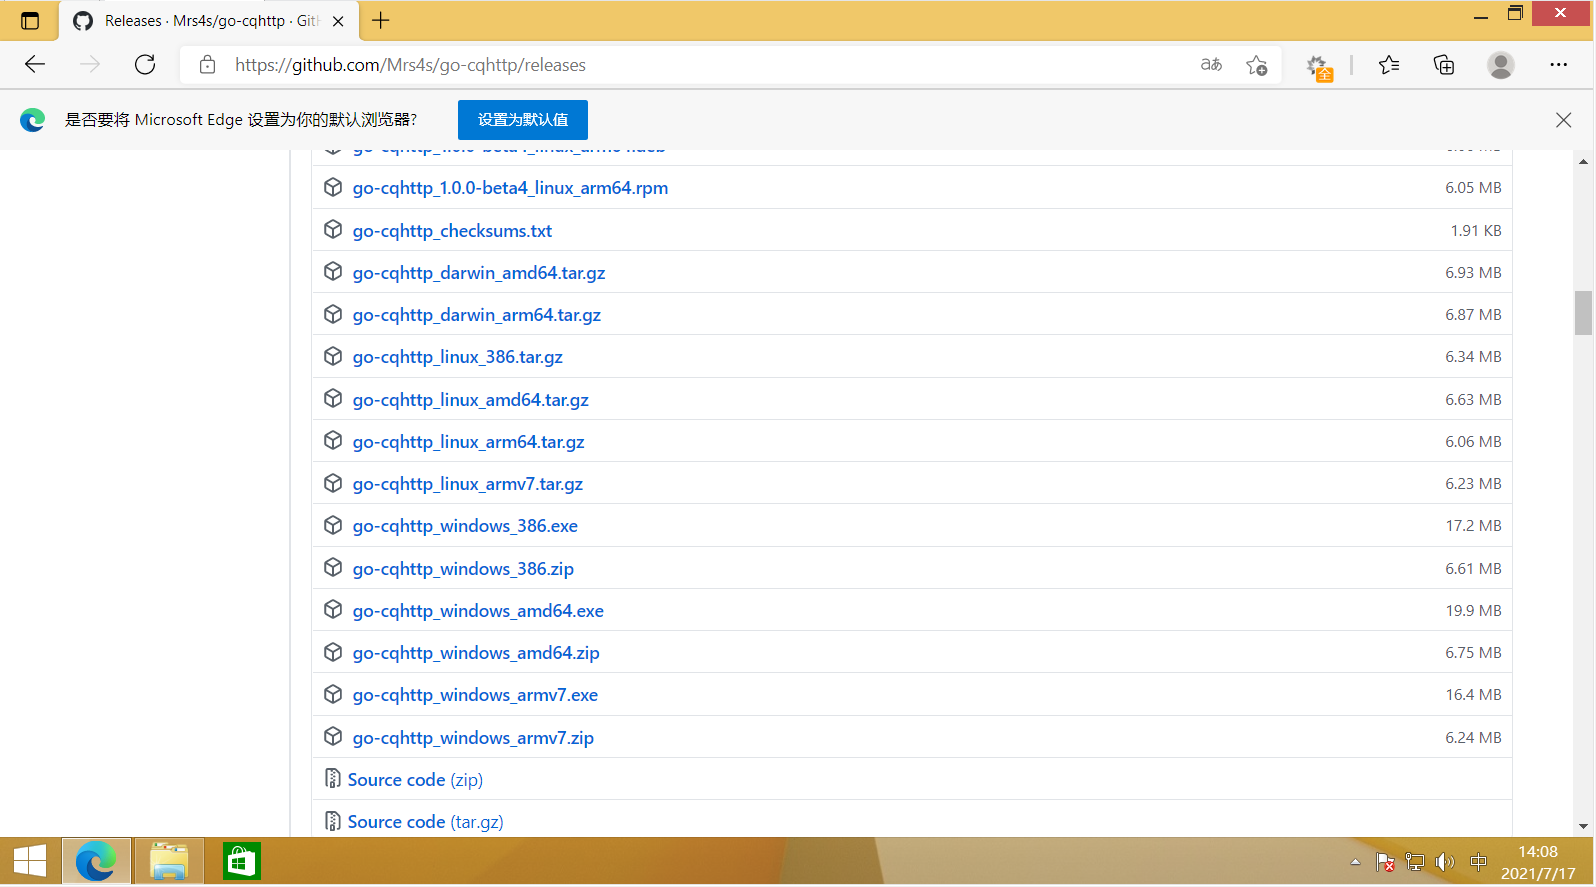 Releases · Mrs4s/go-cqhttp · Git
https://github.com/Mrs4s/go-cqhttp/releases
aあ
全
是否要将 Microsoft Edge 设置为你的默认浏览器?
设置为默认值
go-cqhttp_1.0.0-beta4_linux_arm64.rpm 6.05 MB
go-cqhttp_checksums.txt 1.91 KB
go-cqhttp_darwin_amd64.tar.gz 6.93 MB
go-cqhttp_darwin_arm64.tar.gz 6.87 MB
go-cqhttp_linux_386.tar.gz 6.34 MB
go-cqhttp_linux_amd64.tar.gz 6.63 MB
go-cqhttp_linux_arm64.tar.gz 6.06 MB
go-cqhttp_linux_armv7.tar.gz 6.23 MB
go-cqhttp_windows_386.exe 17.2 MB
go-cqhttp_windows_386.zip 6.61 MB
go-cqhttp_windows_amd64.exe 19.9 MB
go-cqhttp_windows_amd64.zip 6.75 MB
go-cqhttp_windows_armv7.exe 16.4 MB
go-cqhttp_windows_armv7.zip 6.24 MB
Source code (zip)
Source code (tar.gz)
中
14:08
2021/7/17